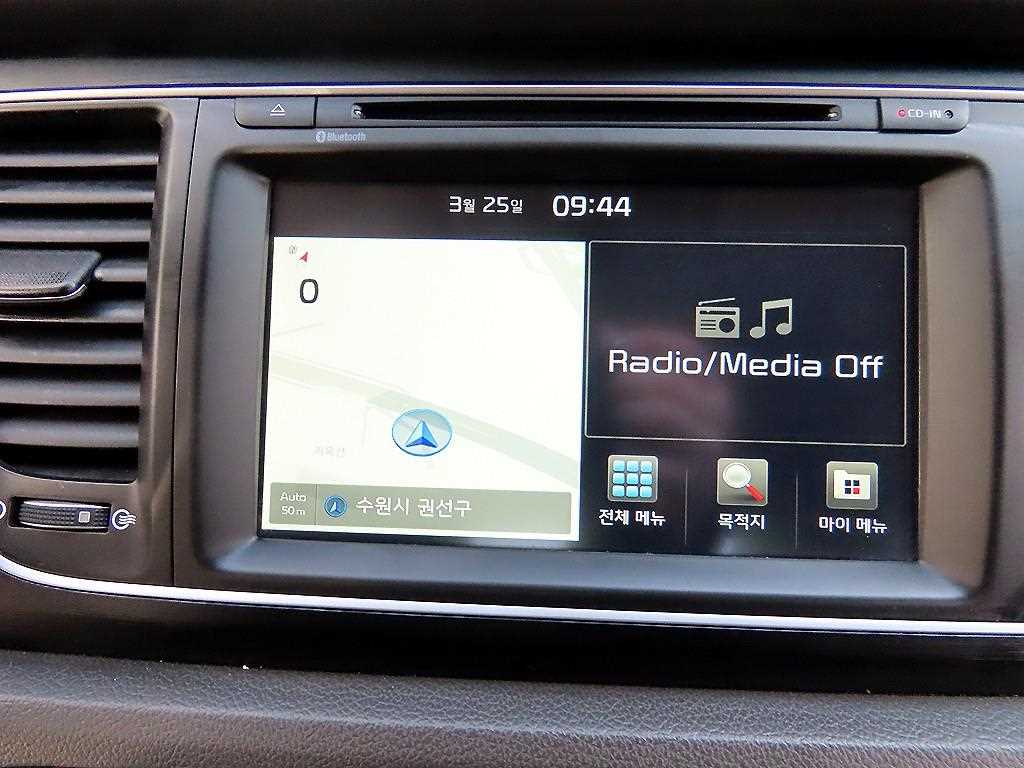 CD-IN
Bluetooth
3월 25일 09:44
0
Radio/Media Off
Auto
50m
수원시 권선구
전체 메뉴
목적지
마이 메뉴